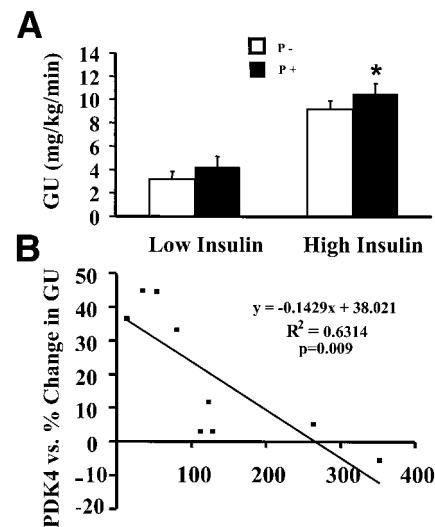 A
14
12
10
8
6
4
2
0
GU (mg/kg/min)
P -
P +
*
Low Insulin
High Insulin
B
50
40
30
20
10
0
-10
-20
PDK4 vs. % Change in GU
y = -0.1429x + 38.021
R² = 0.6314
p=0.009
100
200
300
400